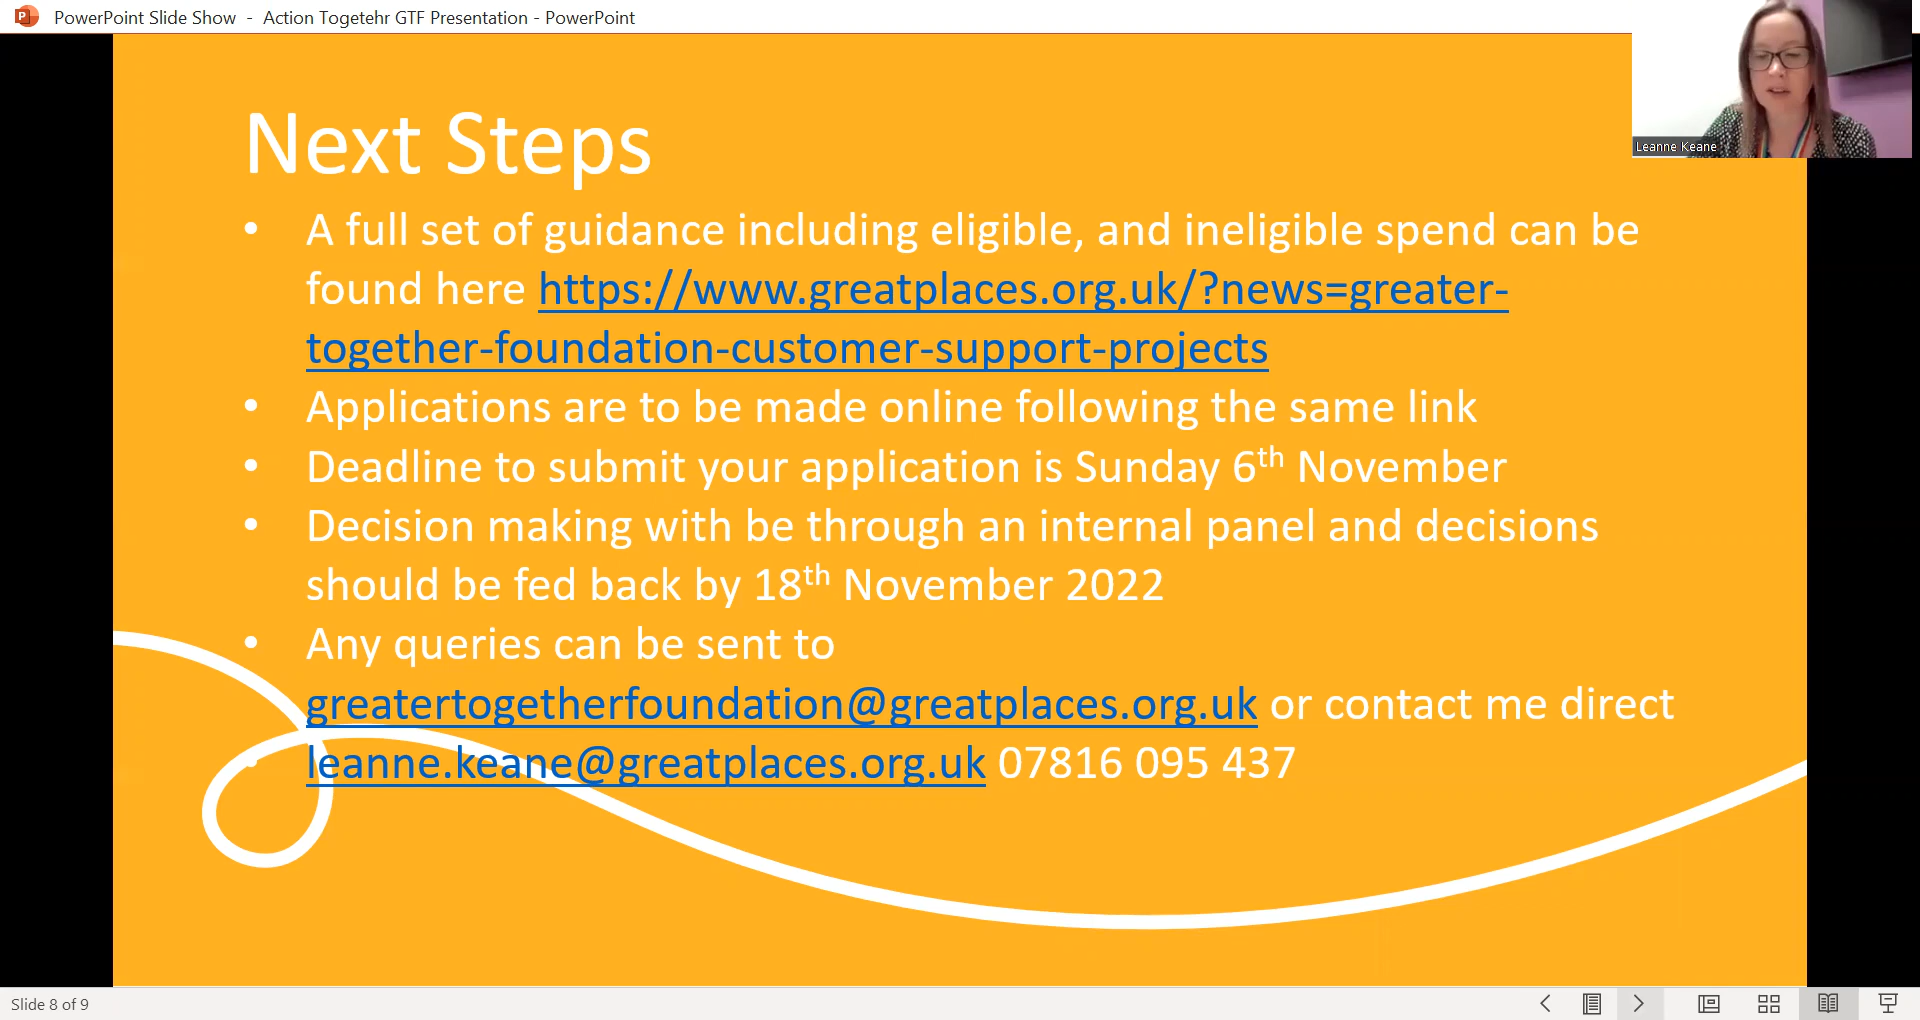 PowerPoint Slide Show - Action Togetehr GTF Presentation - PowerPoint
Leanne Keane
Next Steps
• A full set of guidance including eligible, and ineligible spend can be
found here https://www.greatplaces.org.uk/?news=greater-
together-foundation-customer-support-projects
• Applications are to be made online following the same link
• Deadline to submit your application is Sunday 6th November
• Decision making with be through an internal panel and decisions
should be fed back by 18th November 2022
• Any queries can be sent to
greatertogetherfoundation@greatplaces.org.uk or contact me direct
• leanne.keane@greatplaces.org.uk 07816 095 437
Slide 8 of 9